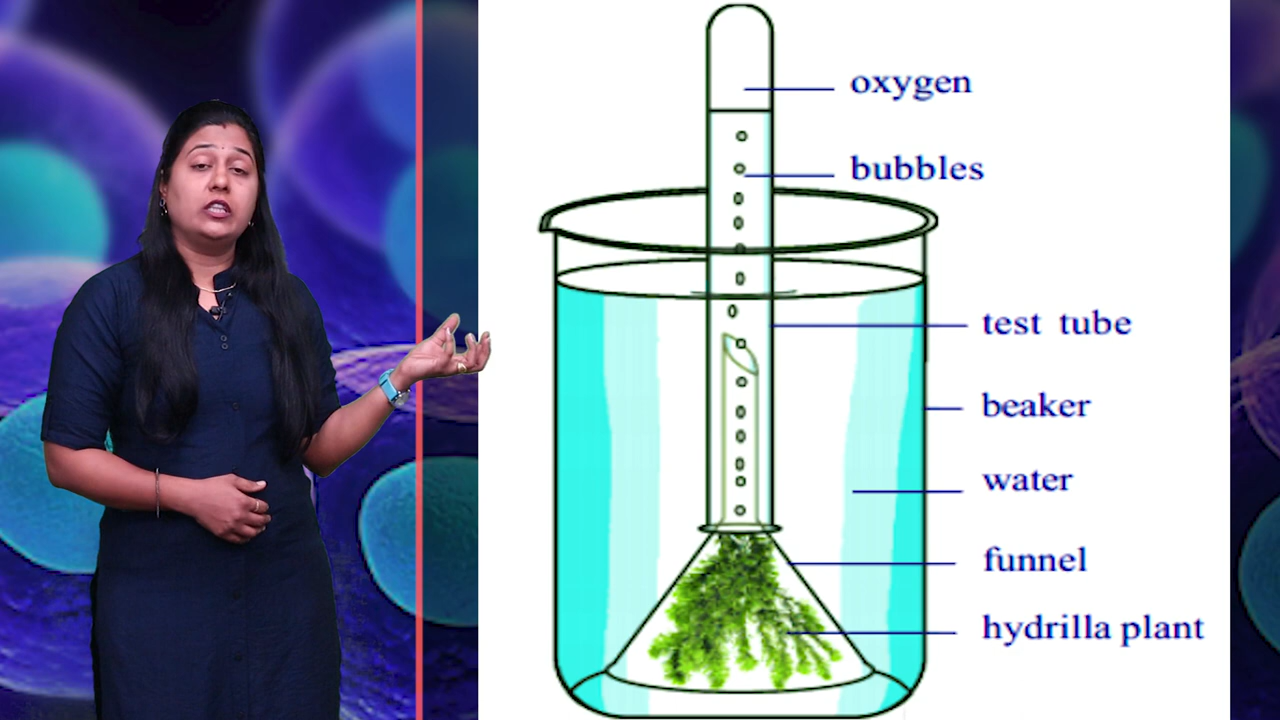 oxygen
bubbles
test tube
beaker
water
funnel
hydrilla plant